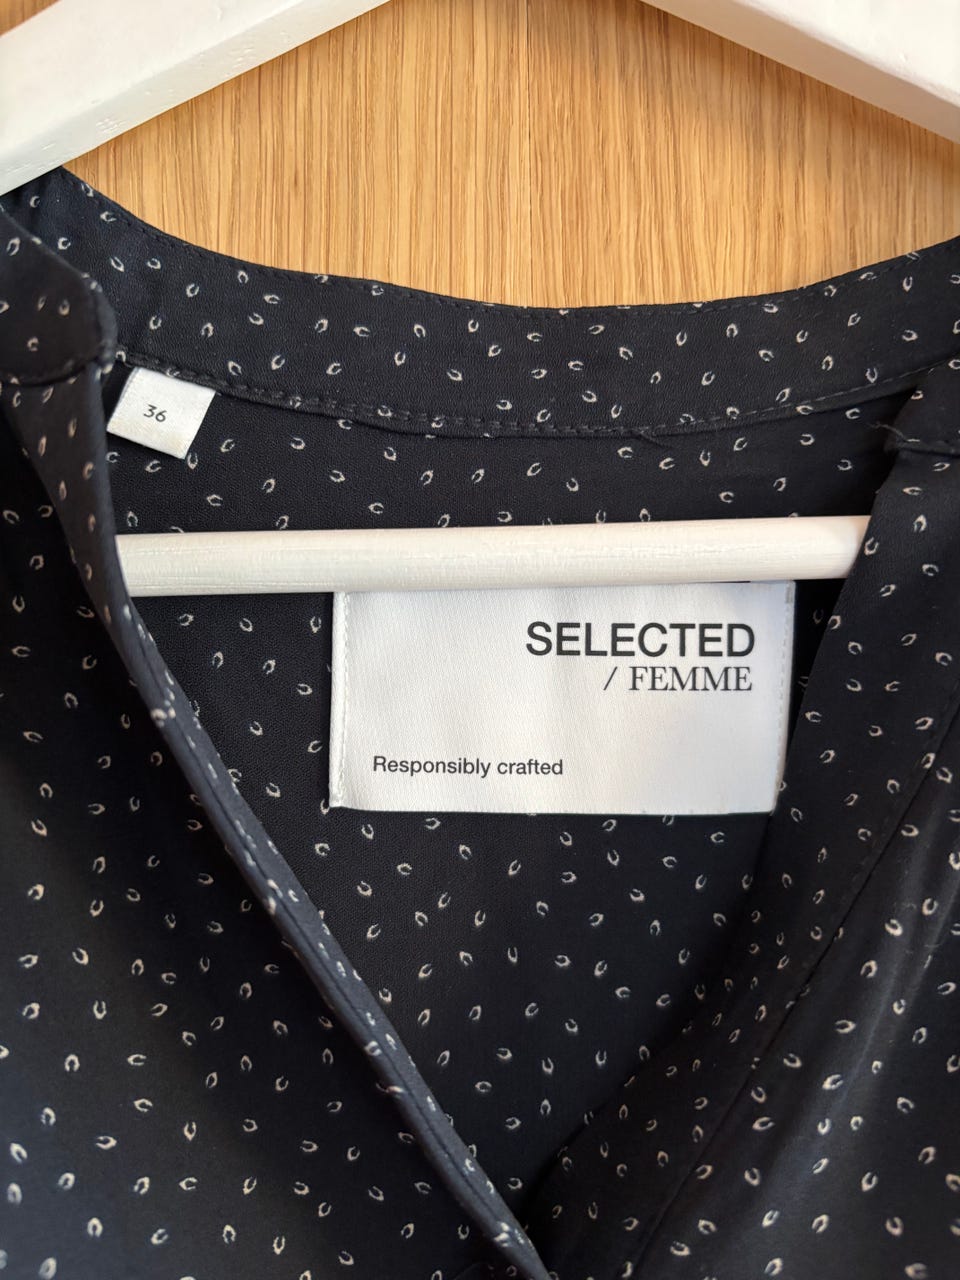 36
SELECTED
/ FEMME
Responsibly crafted